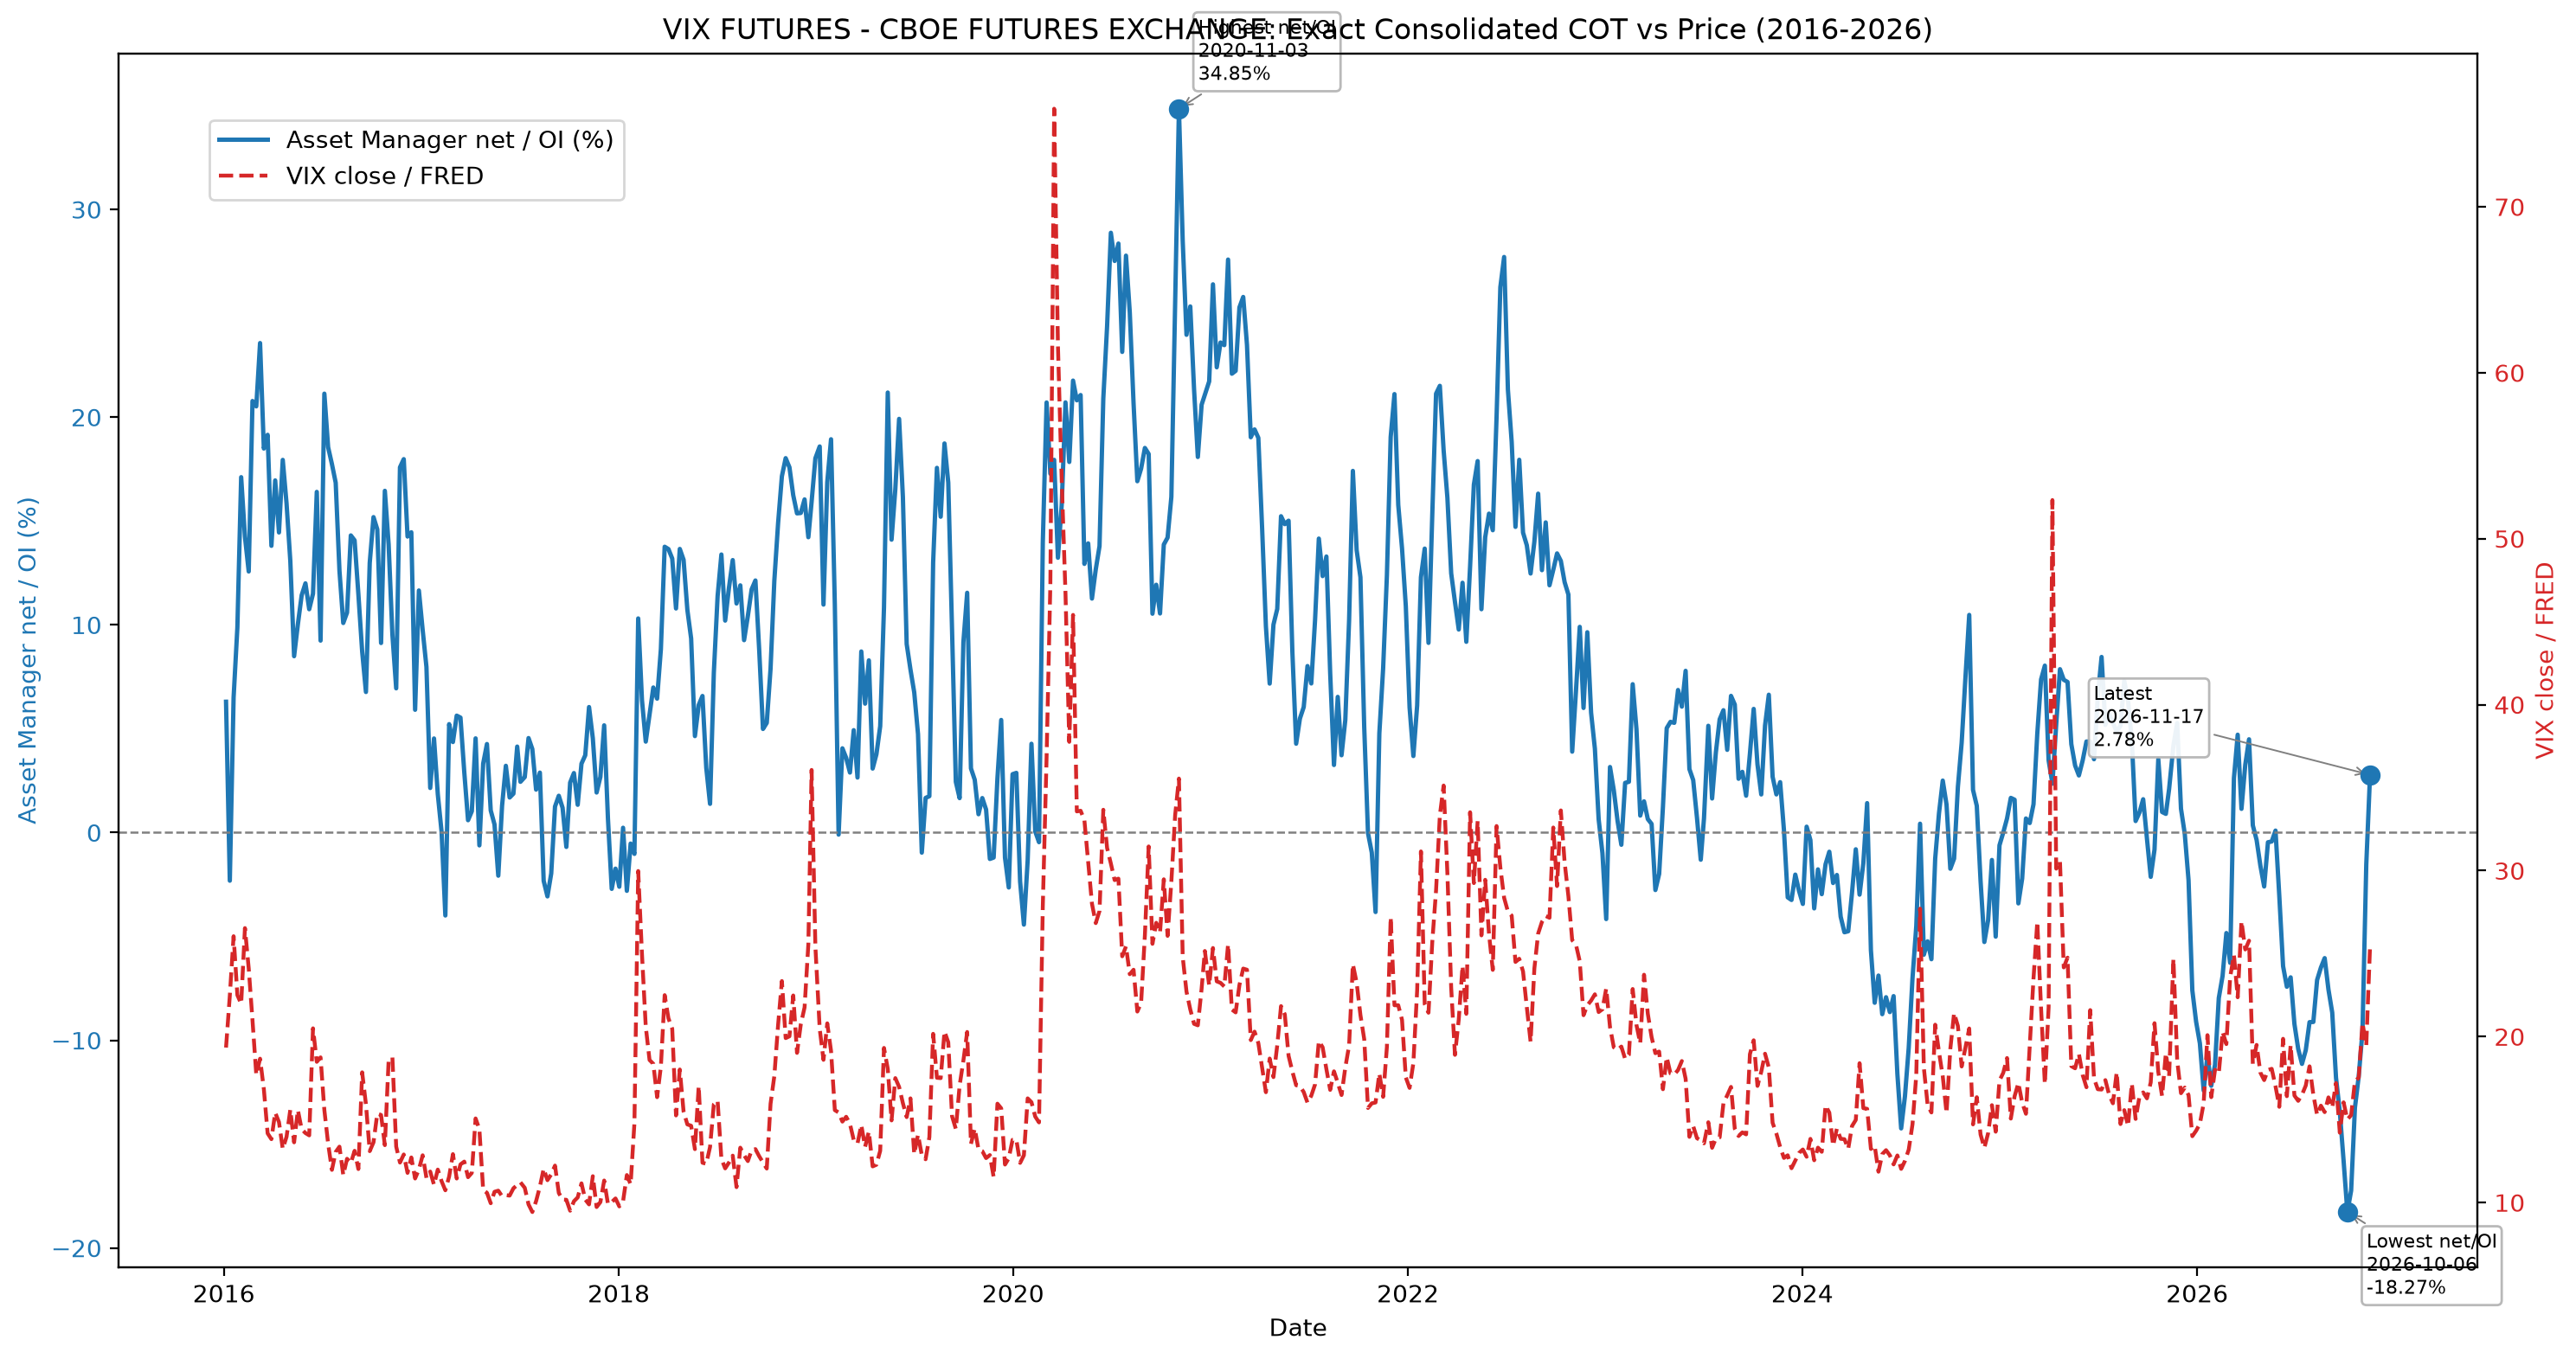 VIX FUTURES - CBOE FUTURES EXCHANGE: Exact Consolidated COT vs Price (2016-2026)
Highest net/OI
2020-11-03
34.85%
Asset Manager net / OI (%)
VIX close / FRED
Latest
2026-11-17
2.78%
Lowest net/OI
2026-10-06
-18.27%
Asset Manager net / OI (%)
30
20
10
0
−10
−20
VIX close / FRED
70
60
50
40
30
20
10
2016
2018
2020
2022
2024
2026
Date